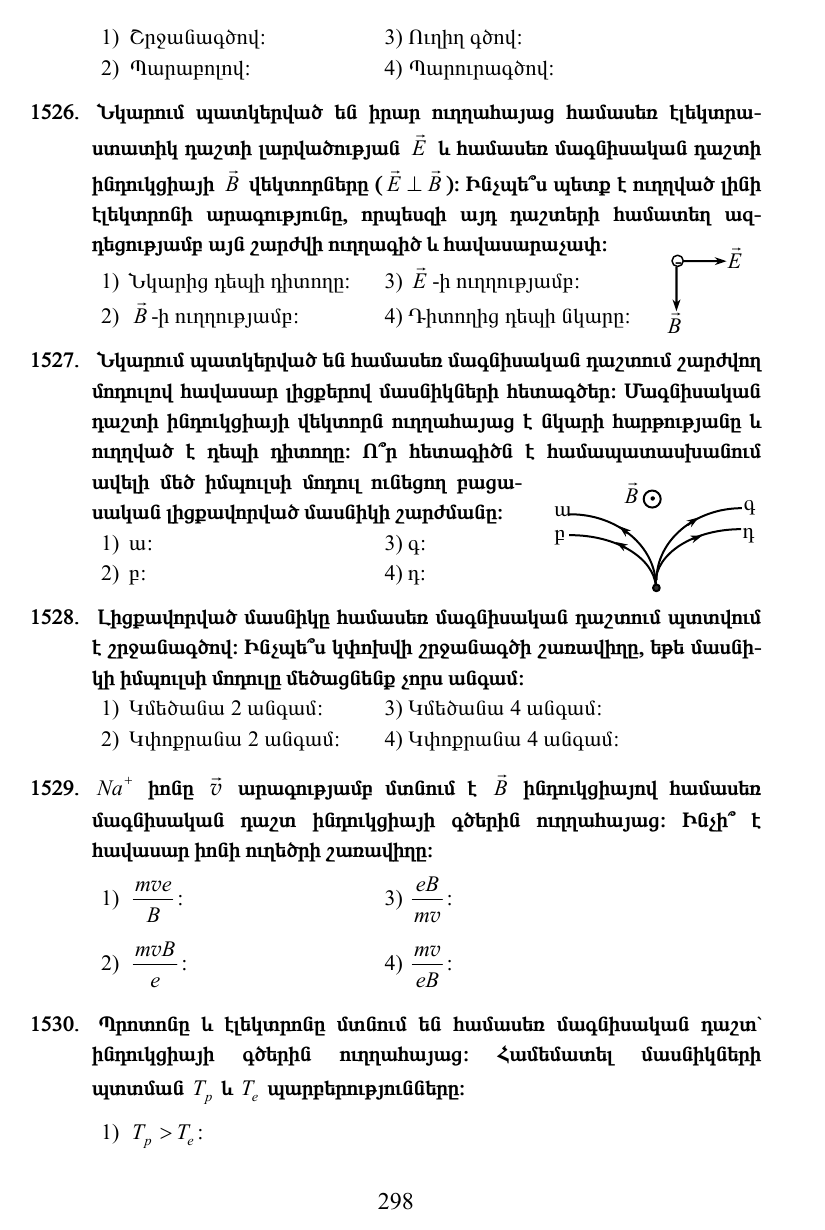 1) Շրջանագծով: 3) Ուղիղ գծով:
2) Պարաբոլով: 4) Պարուրագծով:
1526. Նկարում պատկերված են իրար ուղղահայաց համասեռ էլեկտրա-
ստատիկ դաշտի լարվածության E⃗ և համասեռ մագնիսական դաշտի
ինդուկցիայի B⃗ վեկտորները ( E⃗ ⊥ B⃗ ): Ինչպե՞ս պետք է ուղղված լինի
էլեկտրոնի արագությունը, որպեսզի այդ դաշտերի համատեղ ազ-
դեցությամբ այն շարժվի ուղղագիծ և հավասարաչափ:
1) Նկարից դեպի դիտողը: 3) E⃗ -ի ուղղությամբ:
2) B⃗ -ի ուղղությամբ: 4) Դիտողից դեպի նկարը:
E⃗
B⃗
1527. Նկարում պատկերված են համասեռ մագնիսական դաշտում շարժվող
մոդուլով հավասար լիցքերով մասնիկների հետագծեր: Մագնիսական
դաշտի ինդուկցիայի վեկտորն ուղղահայաց է նկարի հարթությանը և
ուղղված է դեպի դիտողը: Ո՞ր հետագիծն է համապատասխանում
ավելի մեծ իմպուլսի մոդուլ ունեցող բացա-
սական լիցքավորված մասնիկի շարժմանը:
1) ա: 3) գ:
2) բ: 4) դ:
B⃗
ա գ
բ դ
1528. Լիցքավորված մասնիկը համասեռ մագնիսական դաշտում պտտվում
է շրջանագծով: Ինչպե՞ս կփոխվի շրջանագծի շառավիղը, եթե մասնի-
կի իմպուլսի մոդուլը մեծացնենք չորս անգամ:
1) Կմեծանա 2 անգամ: 3) Կմեծանա 4 անգամ:
2) Կփոքրանա 2 անգամ: 4) Կփոքրանա 4 անգամ:
1529. Na⁺ իոնը v⃗ արագությամբ մտնում է B⃗ ինդուկցիայով համասեռ
մագնիսական դաշտ ինդուկցիայի գծերին ուղղահայաց: Ինչի՞ է
հավասար իոնի ուղեծրի շառավիղը:
1) mve/B : 3) eB/mv :
2) mvB/e : 4) mv/eB :
1530. Պրոտոնը և էլեկտրոնը մտնում են համասեռ մագնիսական դաշտ՝
ինդուկցիայի գծերին ուղղահայաց: Համեմատել մասնիկների
պտտման Tₚ և Tₑ պարբերությունները:
1) Tₚ > Tₑ :
298